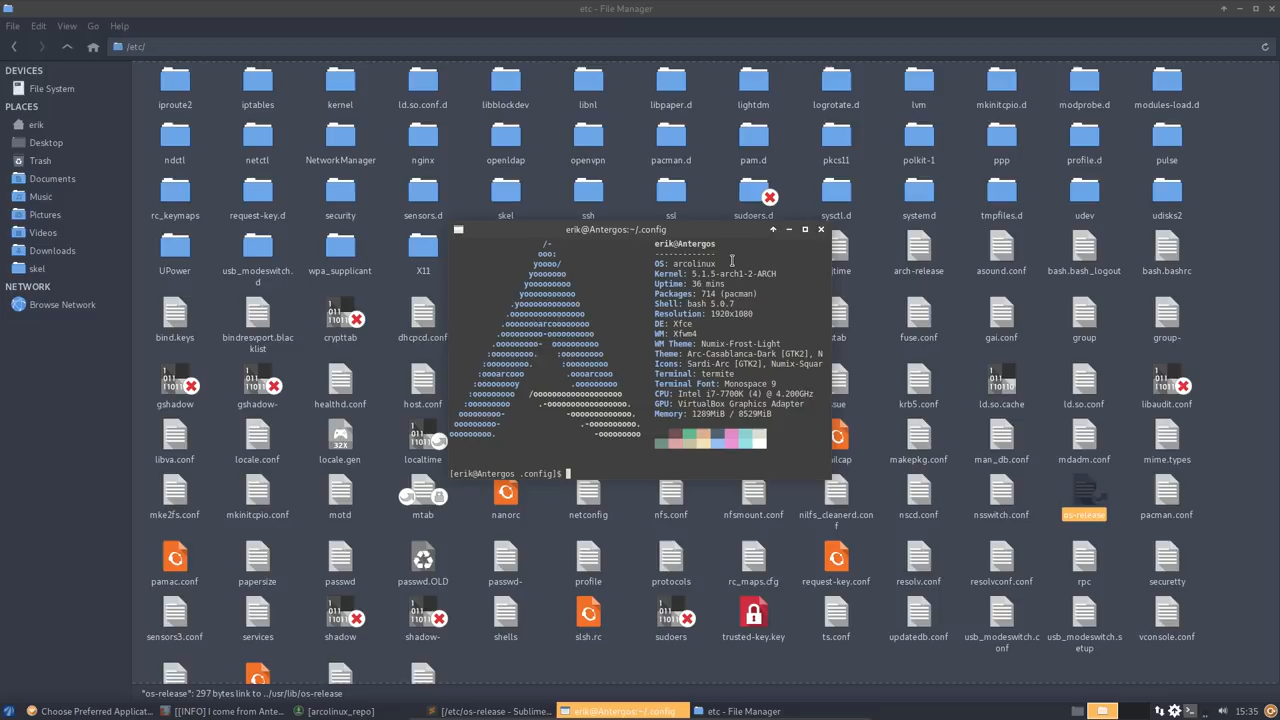 etc - File Manager
File Edit View Go Help
/etc/
DEVICES
File System
PLACES
erik
Desktop
Trash
Documents
Music
Pictures
Videos
Downloads
skel
NETWORK
Browse Network
iproute2 iptables kernel ld.so.conf.d libblockdev libnl libpaper.d lightdm logrotate.d lvm mkinitcpio.d modprobe.d modules-load.d
ndctl netctl NetworkManager nginx openldap openvpn pacman.d pam.d pkcs11 polkit-1 ppp profile.d pulse
rc_keymaps request-key.d security sensors.d skel ssh ssl sudoers.d sysctl.d systemd tmpfiles.d udev udisks2
UPower usb_modeswitch.d wpa_supplicant X11 arch-release asound.conf bash.bash_logout bash.bashrc
bind.keys bindresvport.blacklist crypttab dhcpcd.conf fuse.conf gai.conf group group-
gshadow gshadow- healthd.conf host.conf krb5.conf ld.so.cache ld.so.conf libaudit.conf
libva.conf locale.conf locale.gen localtime makepkg.conf man_db.conf mdadm.conf mime.types
mke2fs.conf mkinitcpio.conf motd mtab nanorc netconfig nfs.conf nfsmount.conf nilfs_cleanerd.conf nscd.conf nsswitch.conf os-release pacman.conf
pamac.conf papersize passwd passwd.OLD passwd- profile protocols rc_maps.cfg request-key.conf resolv.conf resolvconf.conf rpc securetty
sensors3.conf services shadow shadow- shells slsh.rc sudoers trusted-key.key ts.conf updatedb.conf usb_modeswitch.conf usb_modeswitch.setup vconsole.conf
erik@Antergos:~/.config
erik@Antergos
-------------
OS: arcolinux
Kernel: 5.1.5-arch1-2-ARCH
Uptime: 36 mins
Packages: 714 (pacman)
Shell: bash 5.0.7
Resolution: 1920x1080
DE: Xfce
WM: Xfwm4
WM Theme: Numix-Frost-Light
Theme: Arc-Casablanca-Dark [GTK2], N
Icons: Sardi-Arc [GTK2], Numix-Squar
Terminal: termite
Terminal Font: Monospace 9
CPU: Intel i7-7700K (4) @ 4.200GHz
GPU: VirtualBox Graphics Adapter
Memory: 1289MiB / 8529MiB
[erik@Antergos .config]$
"os-release": 297 bytes link to ../usr/lib/os-release
Choose Preferred Applicat... [[INFO] I come from Ante... [arcolinux_repo] [/etc/os-release - Sublime... erik@Antergos:~/.config etc - File Manager 15:35